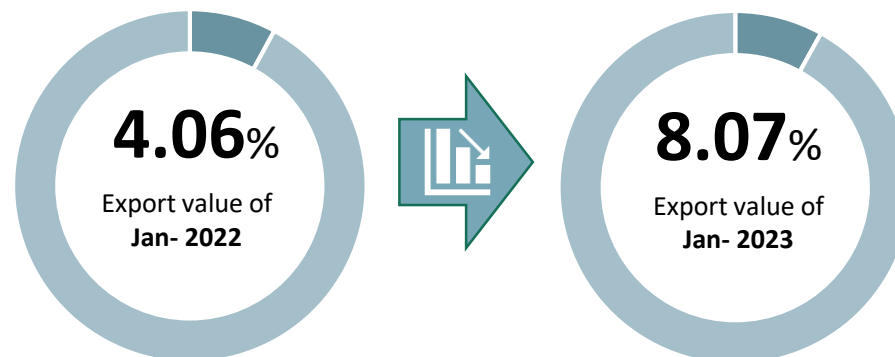 4.06%
Export value of
Jan- 2022
8.07%
Export value of
Jan- 2023